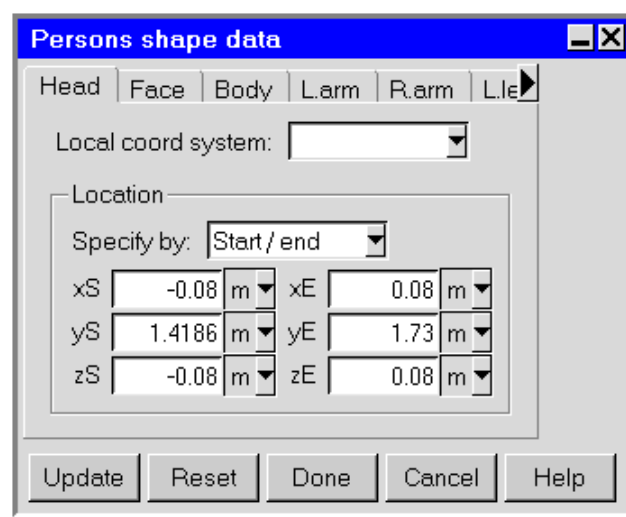 Persons shape data
Head Face Body L.arm R.arm L.le
Local coord system:
Location
Specify by: Start / end
xS -0.08 m xE 0.08 m
yS 1.4186 m yE 1.73 m
zS -0.08 m zE 0.08 m
Update Reset Done Cancel Help